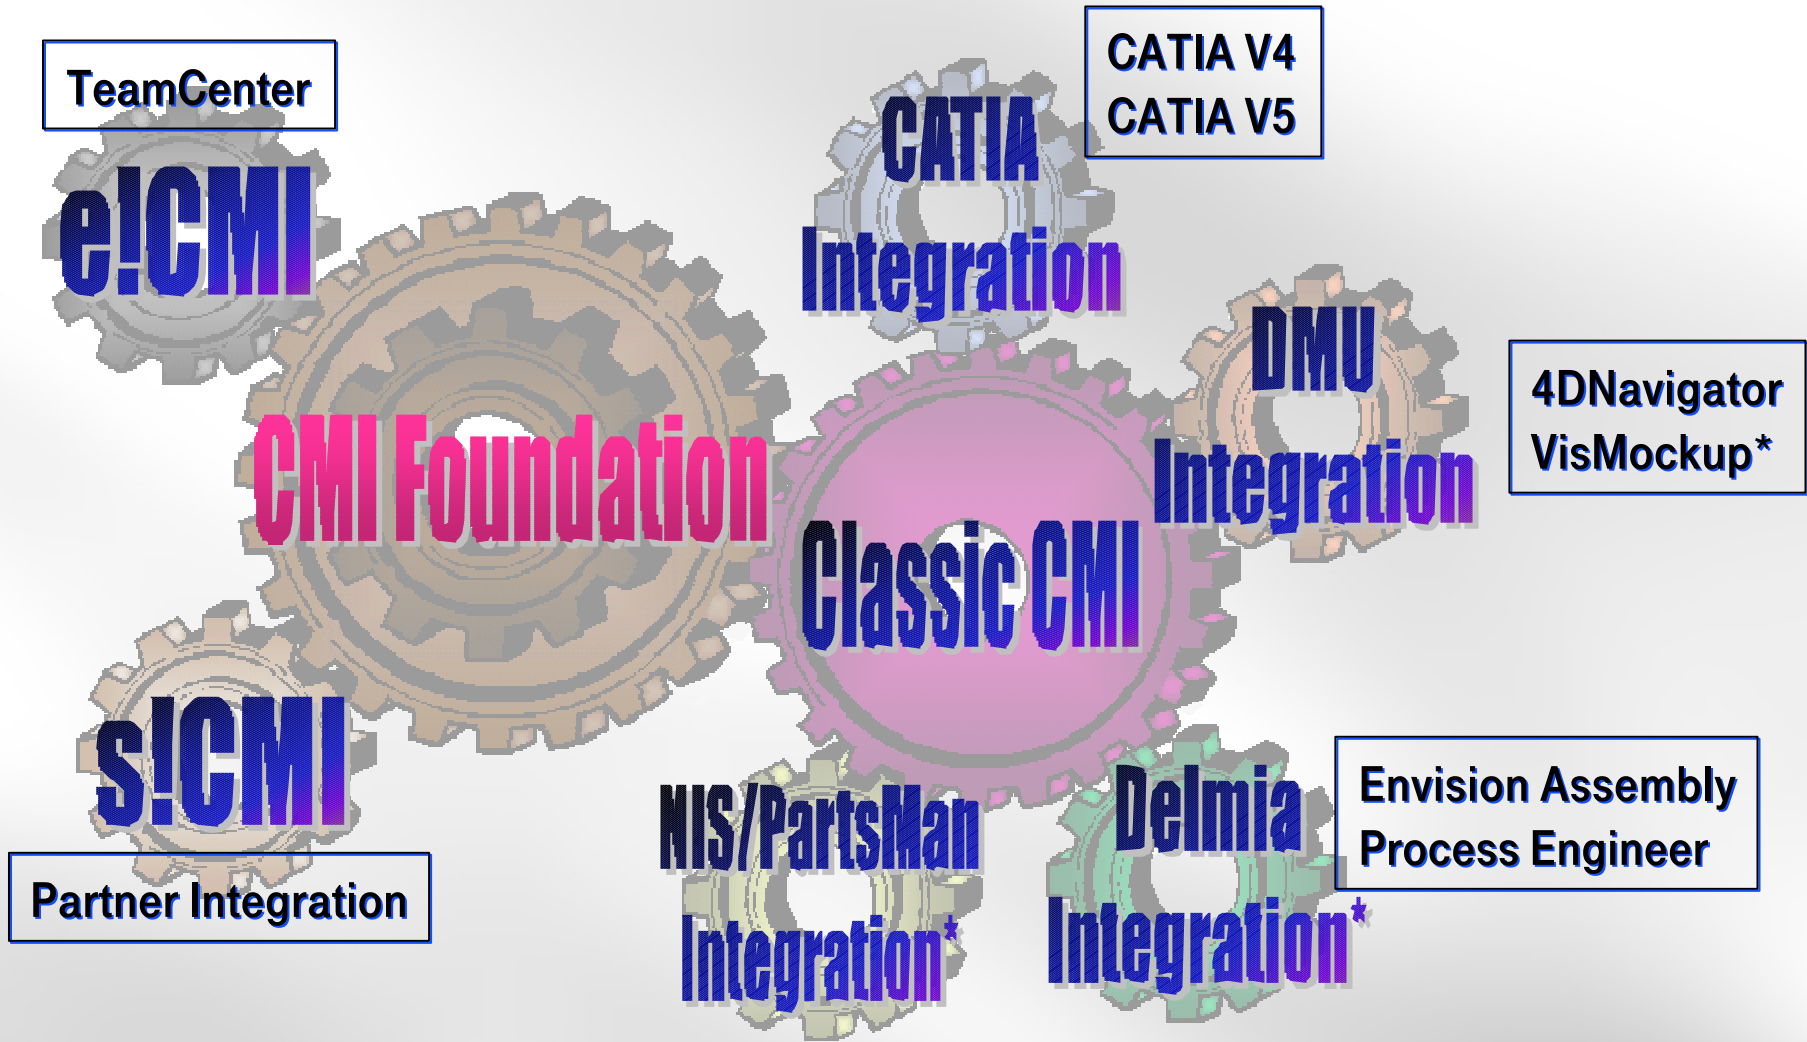 TeamCenter
e!CMI
CATIA
Integration
CATIA V4
CATIA V5
DMU
Integration
4DNavigator
VisMockup*
CMI Foundation
Classic CMI
s!CMI
Partner Integration
NIS/PartsMan
Integration*
Delmia
Integration*
Envision Assembly
Process Engineer